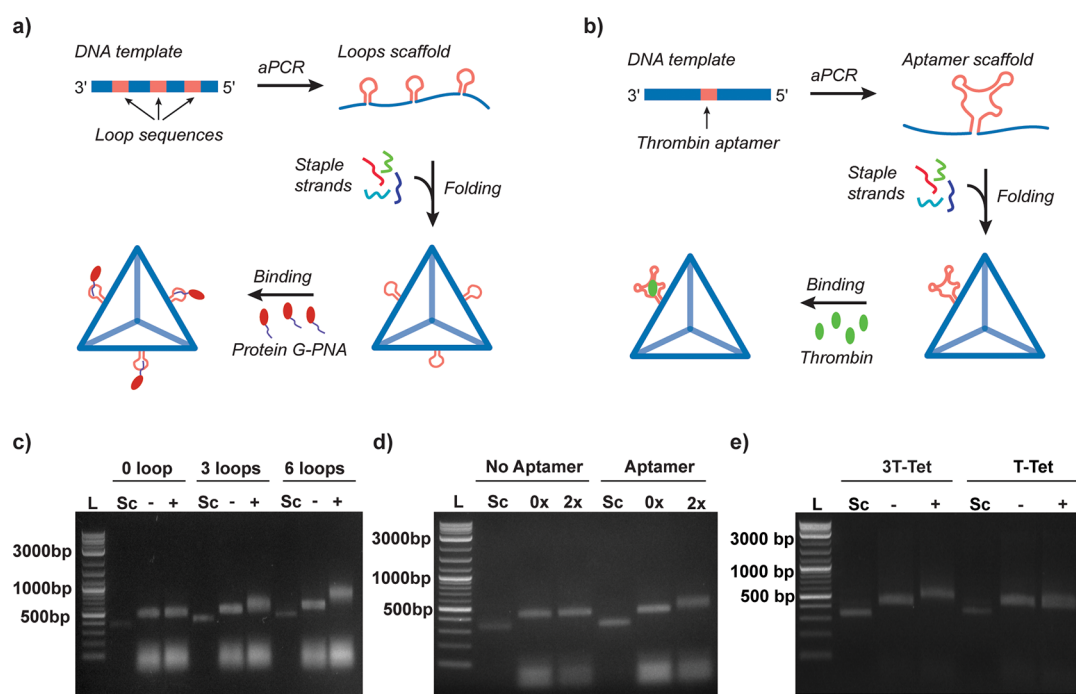 a)
DNA template
3'
5'
Loop sequences
aPCR
Loops scaffold
Staple
strands
Folding
Binding
Protein G-PNA
b)
DNA template
3'
5'
Thrombin aptamer
aPCR
Aptamer scaffold
Staple
strands
Folding
Binding
Thrombin
c)
0 loop 3 loops 6 loops
L Sc - + Sc - + Sc - +
3000bp
1000bp
500bp
d)
No Aptamer Aptamer
L Sc 0x 2x Sc 0x 2x
3000bp
1000bp
500bp
e)
3T-Tet T-Tet
L Sc - + Sc - +
3000 bp
1000 bp
500 bp